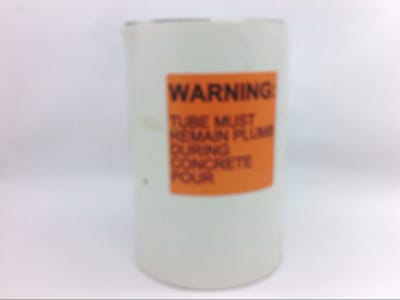 WARNING:
TUBE MUST
REMAIN PLUMB
DURING
CONCRETE
POUR